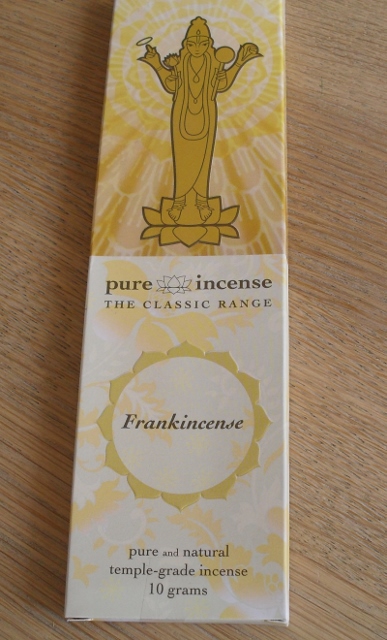 pure incense
THE CLASSIC RANGE
Frankincense
pure and natural
temple-grade incense
10 grams